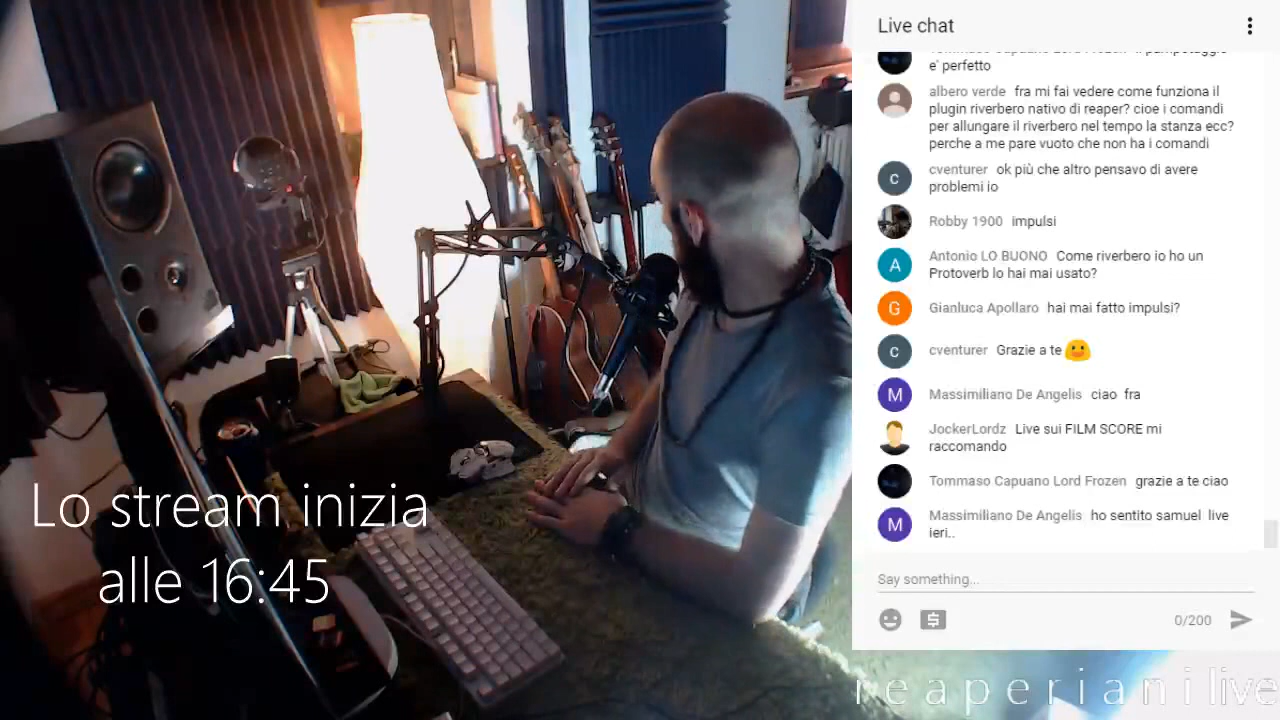 Live chat
e' perfetto
albero verde fra mi fai vedere come funziona il
plugin riverbero nativo di reaper? cioe i comandi
per allungare il riverbero nel tempo la stanza ecc?
perche a me pare vuoto che non ha i comandi
c
cventurer ok più che altro pensavo di avere
problemi io
Robby 1900 impulsi
A
Antonio LO BUONO Come riverbero io ho un
Protoverb lo hai mai usato?
G
Gianluca Apollaro hai mai fatto impulsi?
c
cventurer Grazie a te
M
Massimiliano De Angelis ciao fra
JockerLordz Live sui FILM SCORE mi
raccomando
Tommaso Capuano Lord Frozen grazie a te ciao
M
Massimiliano De Angelis ho sentito samuel live
ieri..
Say something...
0/200
Lo stream inizia
alle 16:45
reaperiani live